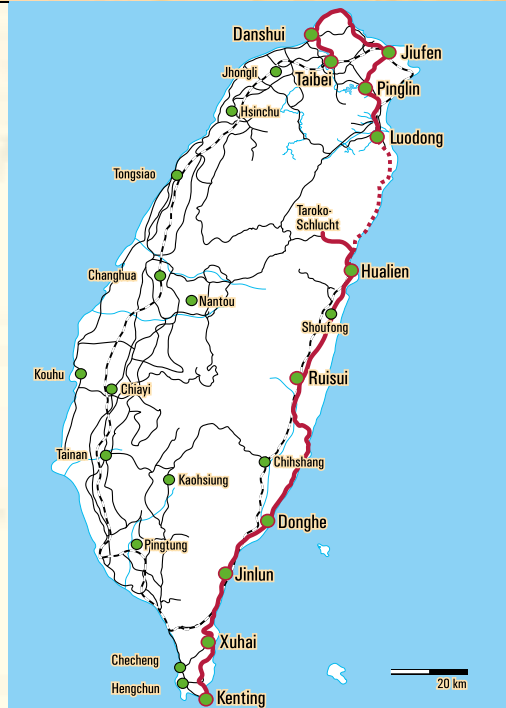 Danshui
Jiufen
Jhongli
Taibei
Pinglin
Hsinchu
Luodong
Tongsiao
Taroko-
Schlucht
Changhua
Hualien
Nantou
Shoufong
Kouhu
Ruisui
Chiayi
Tainan
Chihshang
Kaohsiung
Donghe
Pingtung
Jinlun
Xuhai
Checheng
Hengchun
Kenting
20 km